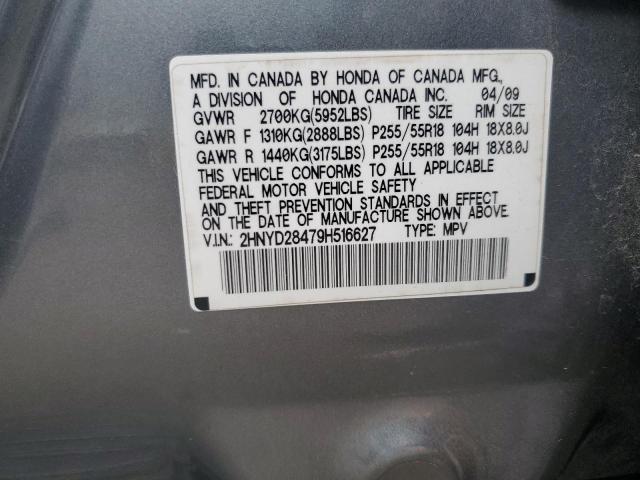 MFD. IN CANADA BY HONDA OF CANADA MFG.,
A DIVISION OF HONDA CANADA INC. 04/09
GVWR 2700KG(5952LBS) TIRE SIZE RIM SIZE
GAWR F 1310KG(2888LBS) P255/55R18 104H 18X8.0J
GAWR R 1440KG(3175LBS) P255/55R18 104H 18X8.0J
THIS VEHICLE CONFORMS TO ALL APPLICABLE
FEDERAL MOTOR VEHICLE SAFETY
AND THEFT PREVENTION STANDARDS IN EFFECT
ON THE DATE OF MANUFACTURE SHOWN ABOVE.
V.I.N.: 2HNYD28479H516627 TYPE: MPV